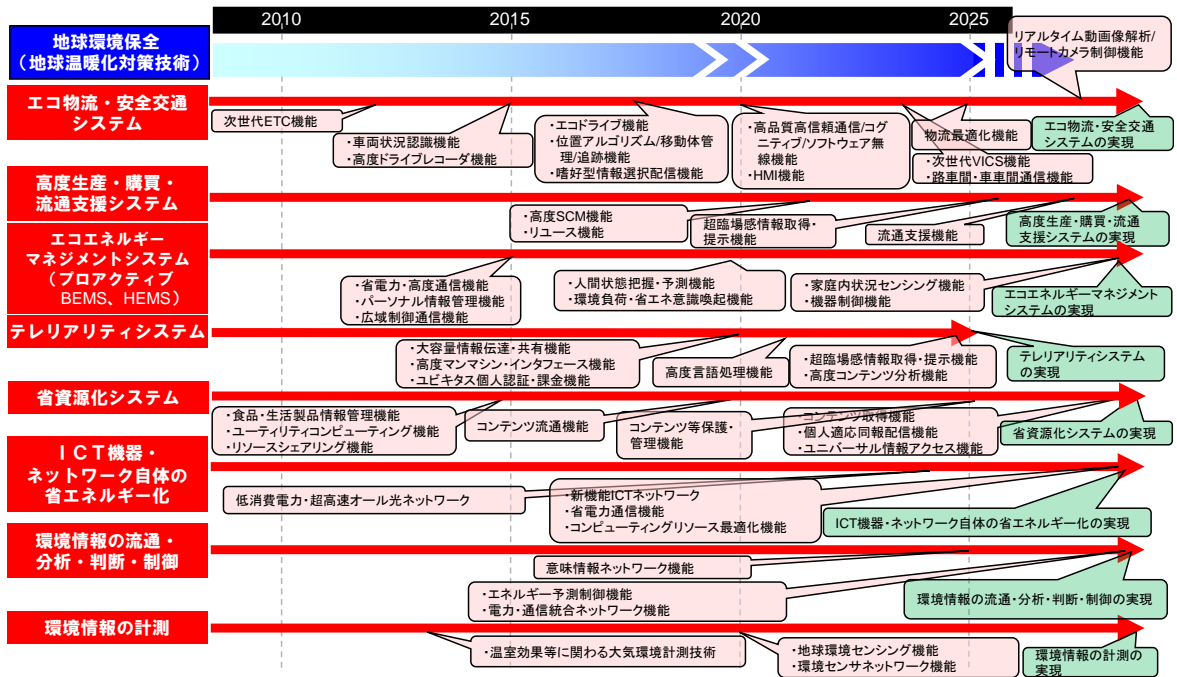 2010
2015
2020
2025
地球環境保全
（地球温暖化対策技術）
リアルタイム動画像解析/
リモートカメラ制御機能
エコ物流・安全交通
システム
次世代ETC機能
・車両状況認識機能
・高度ドライブレコーダ機能
・エコドライブ機能
・位置アルゴリズム/移動体管
理/追跡機能
・嗜好型情報選択配信機能
・高品質高信頼通信/コグ
ニティブ/ソフトウェア無
線機能
・HMI機能
物流最適化機能
・次世代VICS機能
・路車間・車車間通信機能
エコ物流・安全交通
システムの実現
高度生産・購買・
流通支援システム
・高度SCM機能
・リユース機能
超臨場感情報取得・
提示機能
流通支援機能
高度生産・購買・流通
支援システムの実現
エコエネルギー
マネジメントシステム
（プロアクティブ
BEMS、HEMS）
・省電力・高度通信機能
・パーソナル情報管理機能
・広域制御通信機能
・人間状態把握・予測機能
・環境負荷・省エネ意識喚起機能
・家庭内状況センシング機能
・機器制御機能
エコエネルギーマネジメント
システムの実現
テレリアリティシステム
・大容量情報伝達・共有機能
・高度マンマシン・インタフェース機能
・ユビキタス個人認証・課金機能
高度言語処理機能
・超臨場感情報取得・提示機能
・高度コンテンツ分析機能
テレリアリティシステム
の実現
省資源化システム
・食品・生活製品情報管理機能
・ユーティリティコンピューティング機能
・リソースシェアリング機能
コンテンツ流通機能
コンテンツ等保護・
管理機能
・コンテンツ取得機能
・個人適応同報配信機能
・ユニバーサル情報アクセス機能
省資源化システムの実現
ＩＣＴ機器・
ネットワーク自体の
省エネルギー化
低消費電力・超高速オール光ネットワーク
・新機能ICTネットワーク
・省電力通信機能
・コンピューティングリソース最適化機能
ICT機器・ネットワーク自体の省エネルギー化の実現
環境情報の流通・
分析・判断・制御
意味情報ネットワーク機能
・エネルギー予測制御機能
・電力・通信統合ネットワーク機能
環境情報の流通・分析・判断・制御の実現
環境情報の計測
・温室効果等に関わる大気環境計測技術
・地球環境センシング機能
・環境センサネットワーク機能
環境情報の計測の
実現